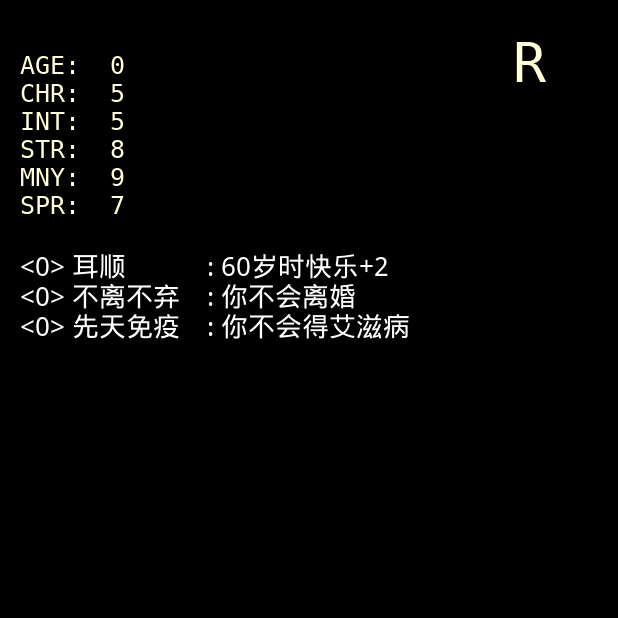 R
AGE: 0
CHR: 5
INT: 5
STR: 8
MNY: 9
SPR: 7
<0> 耳顺 : 60岁时快乐+2
<0> 不离不弃 : 你不会离婚
<0> 先天免疫 : 你不会得艾滋病